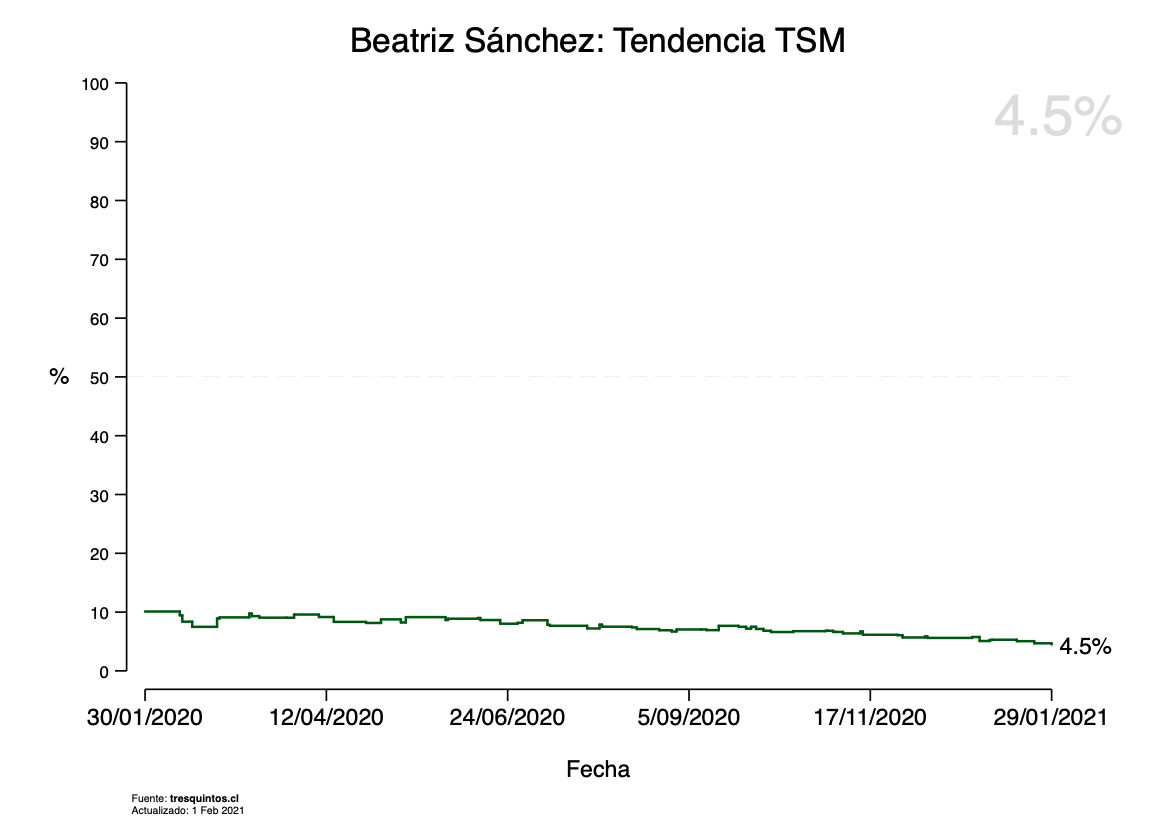 Beatriz Sánchez: Tendencia TSM
4.5%
100
90
80
70
60
% 50
40
30
20
10
0
4.5%
30/01/2020 12/04/2020 24/06/2020 5/09/2020 17/11/2020 29/01/2021
Fecha
Fuente: tresquintos.cl
Actualizado: 1 Feb 2021